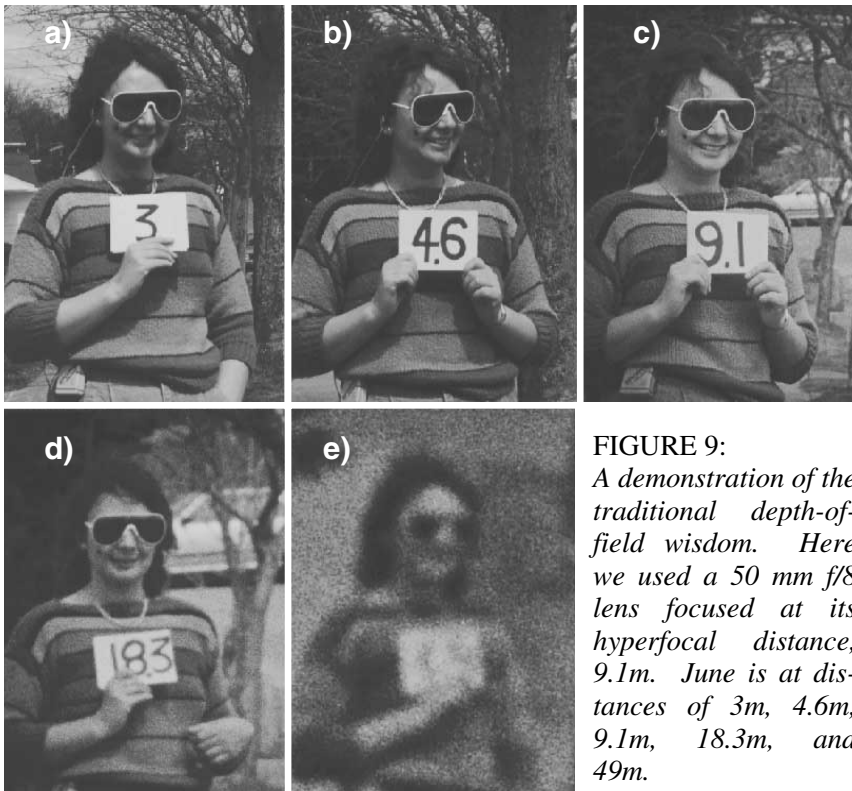 a)
b)
c)
3
4.6
9.1
d)
e)
18.3
FIGURE 9:
A demonstration of the
traditional depth-of-
field wisdom. Here
we used a 50 mm f/8
lens focused at its
hyperfocal distance,
9.1m. June is at dis-
tances of 3m, 4.6m,
9.1m, 18.3m, and
49m.